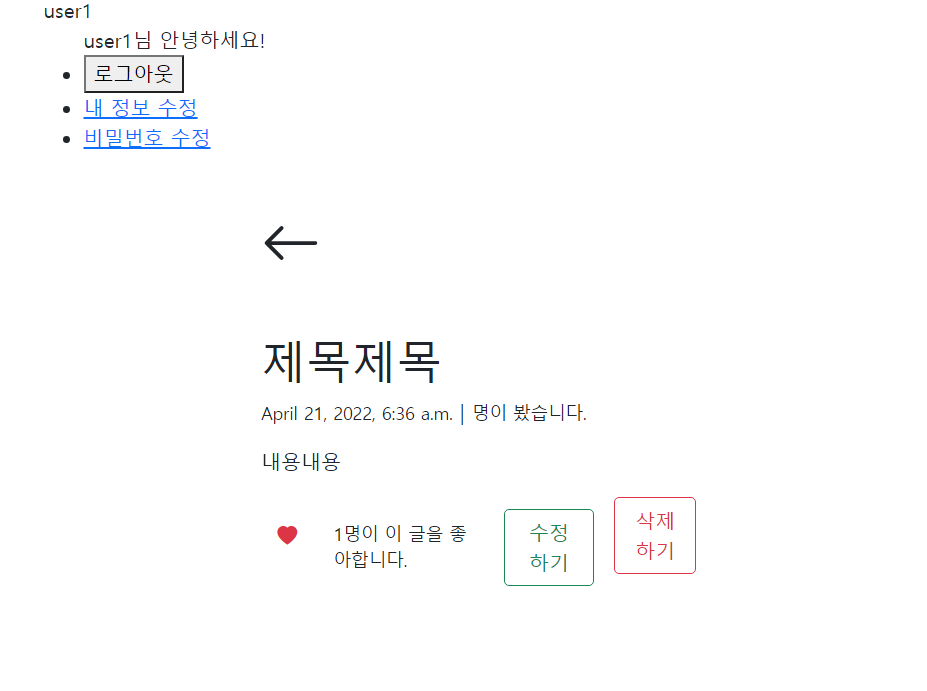 user1
user1님 안녕하세요!
로그아웃
내 정보 수정
비밀번호 수정
제목제목
April 21, 2022, 6:36 a.m. | 명이 봤습니다.
내용내용
1명이 이 글을 좋
아합니다.
수정
하기
삭제
하기